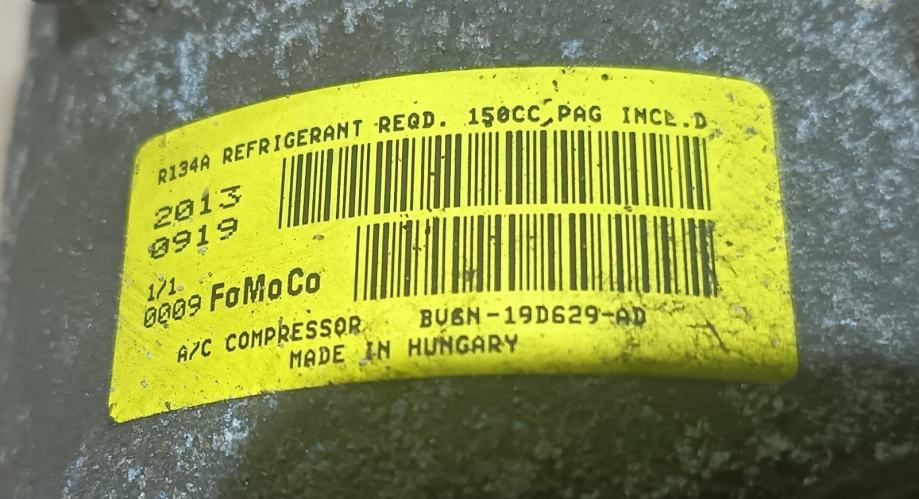 R134A REFRIGERANT REQD. 150CC PAG INCL.D
2013
0919
1/1
0009 FoMoCo
A/C COMPRESSOR BV6N-19D629-AD
MADE IN HUNGARY